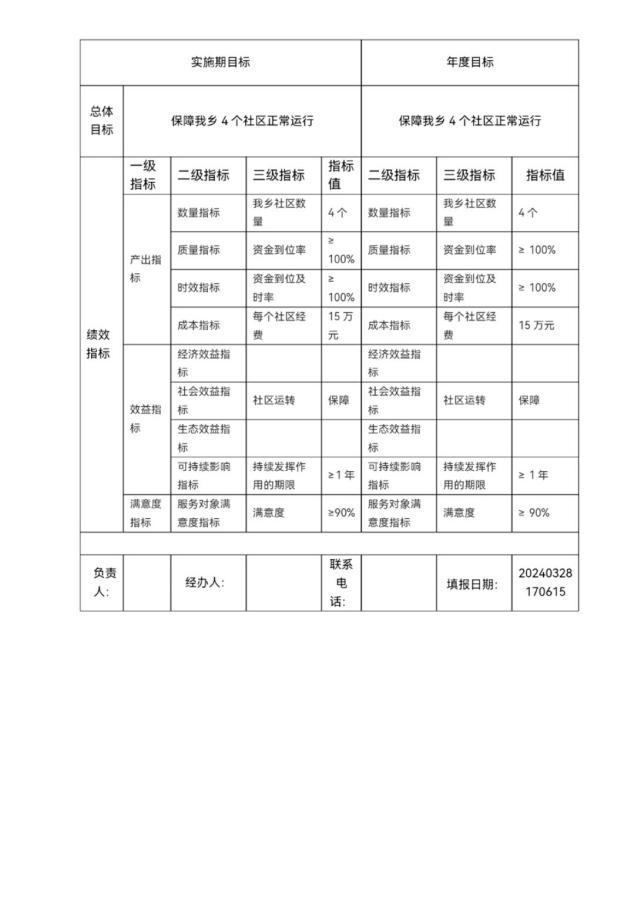 实施期目标 年度目标
总体
目标
保障我乡 4 个社区正常运行 保障我乡 4 个社区正常运行
绩效
指标
一级
指标
二级指标 三级指标
指标
值
二级指标 三级指标 指标值
产出指
标
数量指标
我乡社区数
量
4 个
数量指标
我乡社区数
量
4 个
质量指标 资金到位率
≥
100%
质量指标 资金到位率 ≥ 100%
时效指标
资金到位及
时率
≥
100%
时效指标
资金到位及
时率
≥ 100%
成本指标
每个社区经
费
15 万
元
成本指标
每个社区经
费
15 万元
效益指
标
经济效益指
标
经济效益指
标
社会效益指
标
社区运转 保障
社会效益指
标
社区运转 保障
生态效益指
标
生态效益指
标
可持续影响
指标
持续发挥作
用的期限
≥1 年
可持续影响
指标
持续发挥作
用的期限
≥ 1 年
满意度
指标
服务对象满
意度指标
满意度 ≥90%
服务对象满
意度指标
满意度 ≥ 90%
负责
人：
经办人：
联系
电
话：
填报日期：
20240328
170615